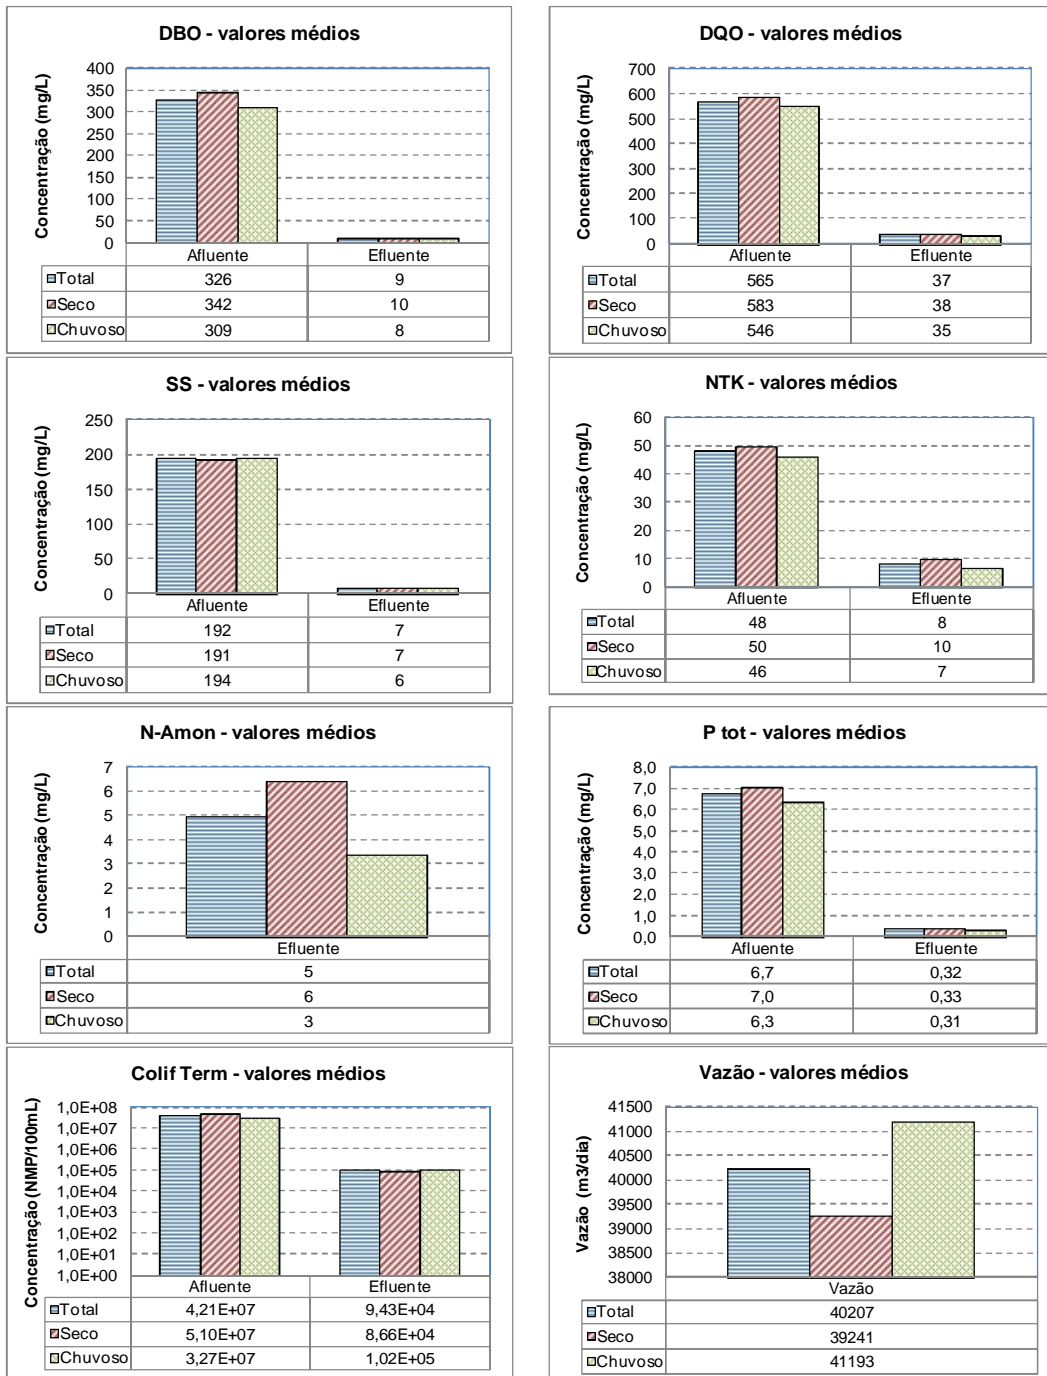 DBO - valores médios
Concentração (mg/L)
400
350
300
250
200
150
100
50
0
Afluente Efluente
Total 326 9
Seco 342 10
Chuvoso 309 8
DQO - valores médios
Concentração (mg/L)
700
600
500
400
300
200
100
0
Afluente Efluente
Total 565 37
Seco 583 38
Chuvoso 546 35
SS - valores médios
Concentração (mg/L)
250
200
150
100
50
0
Afluente Efluente
Total 192 7
Seco 191 7
Chuvoso 194 6
NTK - valores médios
Concentração (mg/L)
60
50
40
30
20
10
0
Afluente Efluente
Total 48 8
Seco 50 10
Chuvoso 46 7
N-Amon - valores médios
Concentração (mg/L)
7
6
5
4
3
2
1
0
Efluente
Total 5
Seco 6
Chuvoso 3
P tot - valores médios
Concentração (mg/L)
8,0
7,0
6,0
5,0
4,0
3,0
2,0
1,0
0,0
Afluente Efluente
Total 6,7 0,32
Seco 7,0 0,33
Chuvoso 6,3 0,31
Colif Term - valores médios
Concentração (NMP/100mL)
1,0E+08
1,0E+07
1,0E+06
1,0E+05
1,0E+04
1,0E+03
1,0E+02
1,0E+01
1,0E+00
Afluente Efluente
Total 4,21E+07 9,43E+04
Seco 5,10E+07 8,66E+04
Chuvoso 3,27E+07 1,02E+05
Vazão - valores médios
Vazão (m3/dia)
41500
41000
40500
40000
39500
39000
38500
38000
Vazão
Total 40207
Seco 39241
Chuvoso 41193